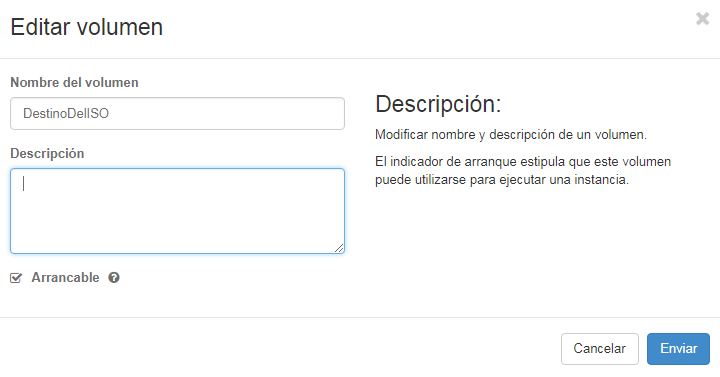 Editar volumen
×
Nombre del volumen
DestinoDelISO
Descripción
Arrancable ?
Descripción:
Modificar nombre y descripción de un volumen.
El indicador de arranque estipula que este volumen
puede utilizarse para ejecutar una instancia.
Cancelar
Enviar